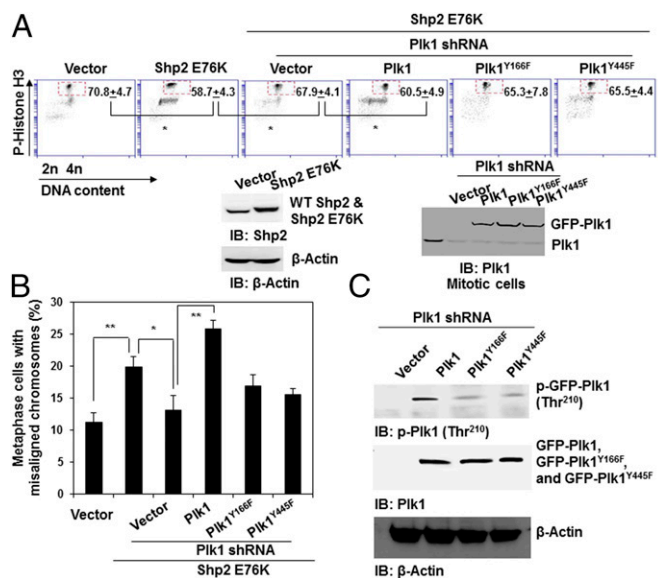 A
Shp2 E76K
Plk1 shRNA
Vector
Shp2 E76K
Vector
Plk1
Plk1Y166F
Plk1Y445F
P-Histone H3
70.8±4.7
58.7±4.3
67.9±4.1
60.5±4.9
65.3±7.8
65.5±4.4
*
*
*
2n 4n
DNA content
Vector
Shp2 E76K
WT Shp2 &
Shp2 E76K
IB: Shp2
β-Actin
IB: β-Actin
Plk1 shRNA
Vector
Plk1
Plk1Y166F
Plk1Y445F
GFP-Plk1
Plk1
IB: Plk1
Mitotic cells
B
Metaphase cells with
misaligned chromosomes (%)
30
25
20
15
10
5
0
**
*
**
Vector
Vector
Plk1
Plk1Y166F
Plk1Y445F
Plk1 shRNA
Shp2 E76K
C
Plk1 shRNA
Vector
Plk1
Plk1Y166F
Plk1Y445F
p-GFP-Plk1
(Thr210)
IB: p-Plk1 (Thr210)
GFP-Plk1,
GFP-Plk1Y166F,
and GFP-Plk1Y445F
IB: Plk1
β-Actin
IB: β-Actin